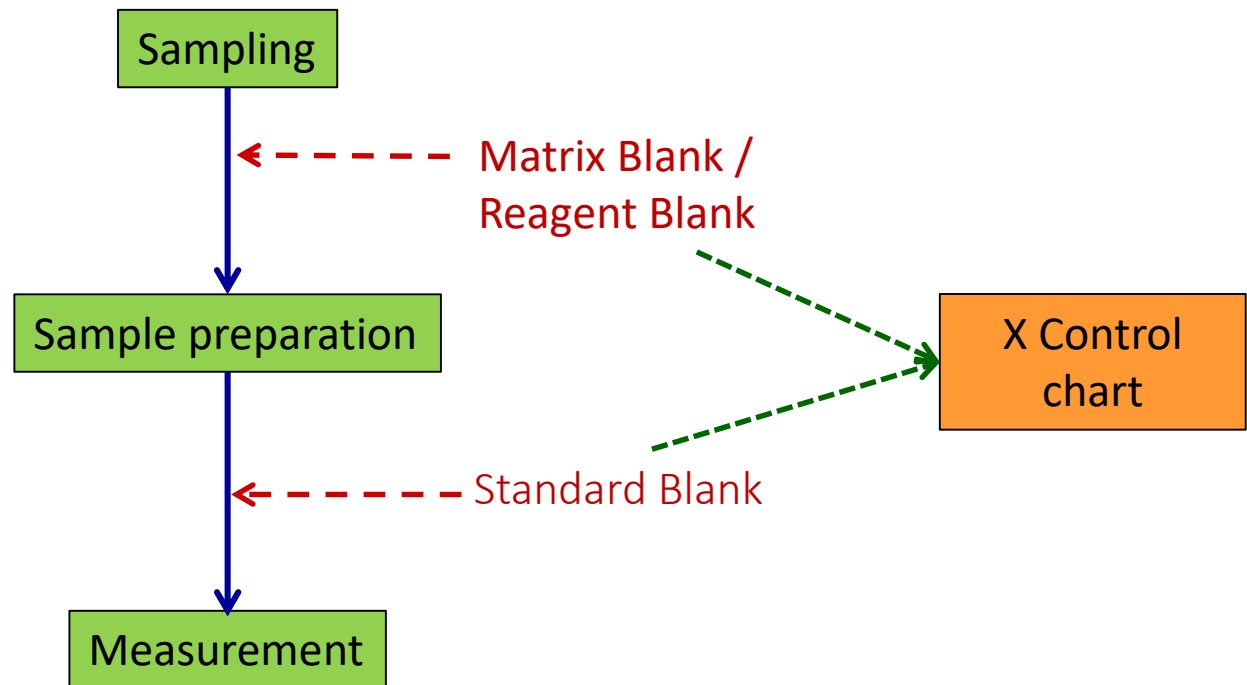 Sampling
Matrix Blank /
Reagent Blank
Sample preparation
X Control
chart
Standard Blank
Measurement